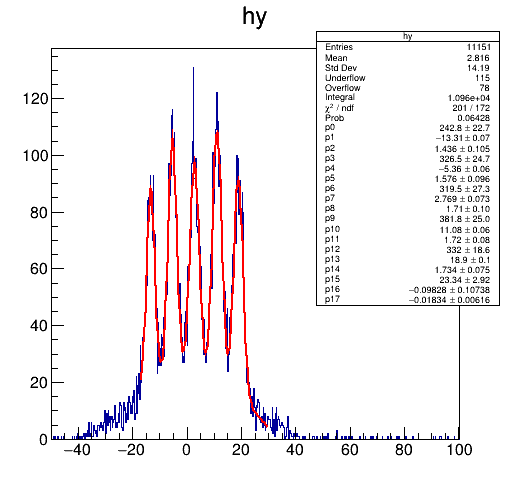 hy
hy
Entries 11151
Mean 2.816
Std Dev 14.19
Underflow 115
Overflow 78
Integral 1.096e+04
χ² / ndf 201 / 172
Prob 0.06428
p0 242.8 ± 22.7
p1 −13.31 ± 0.07
p2 1.436 ± 0.105
p3 326.5 ± 24.7
p4 −5.36 ± 0.06
p5 1.576 ± 0.096
p6 319.5 ± 27.3
p7 2.769 ± 0.073
p8 1.71 ± 0.10
p9 381.8 ± 25.0
p10 11.08 ± 0.06
p11 1.72 ± 0.08
p12 332 ± 18.6
p13 18.9 ± 0.1
p14 1.734 ± 0.075
p15 23.34 ± 2.92
p16 −0.09828 ± 0.10738
p17 −0.01834 ± 0.00616
120
100
80
60
40
20
0
−40 −20 0 20 40 60 80 100